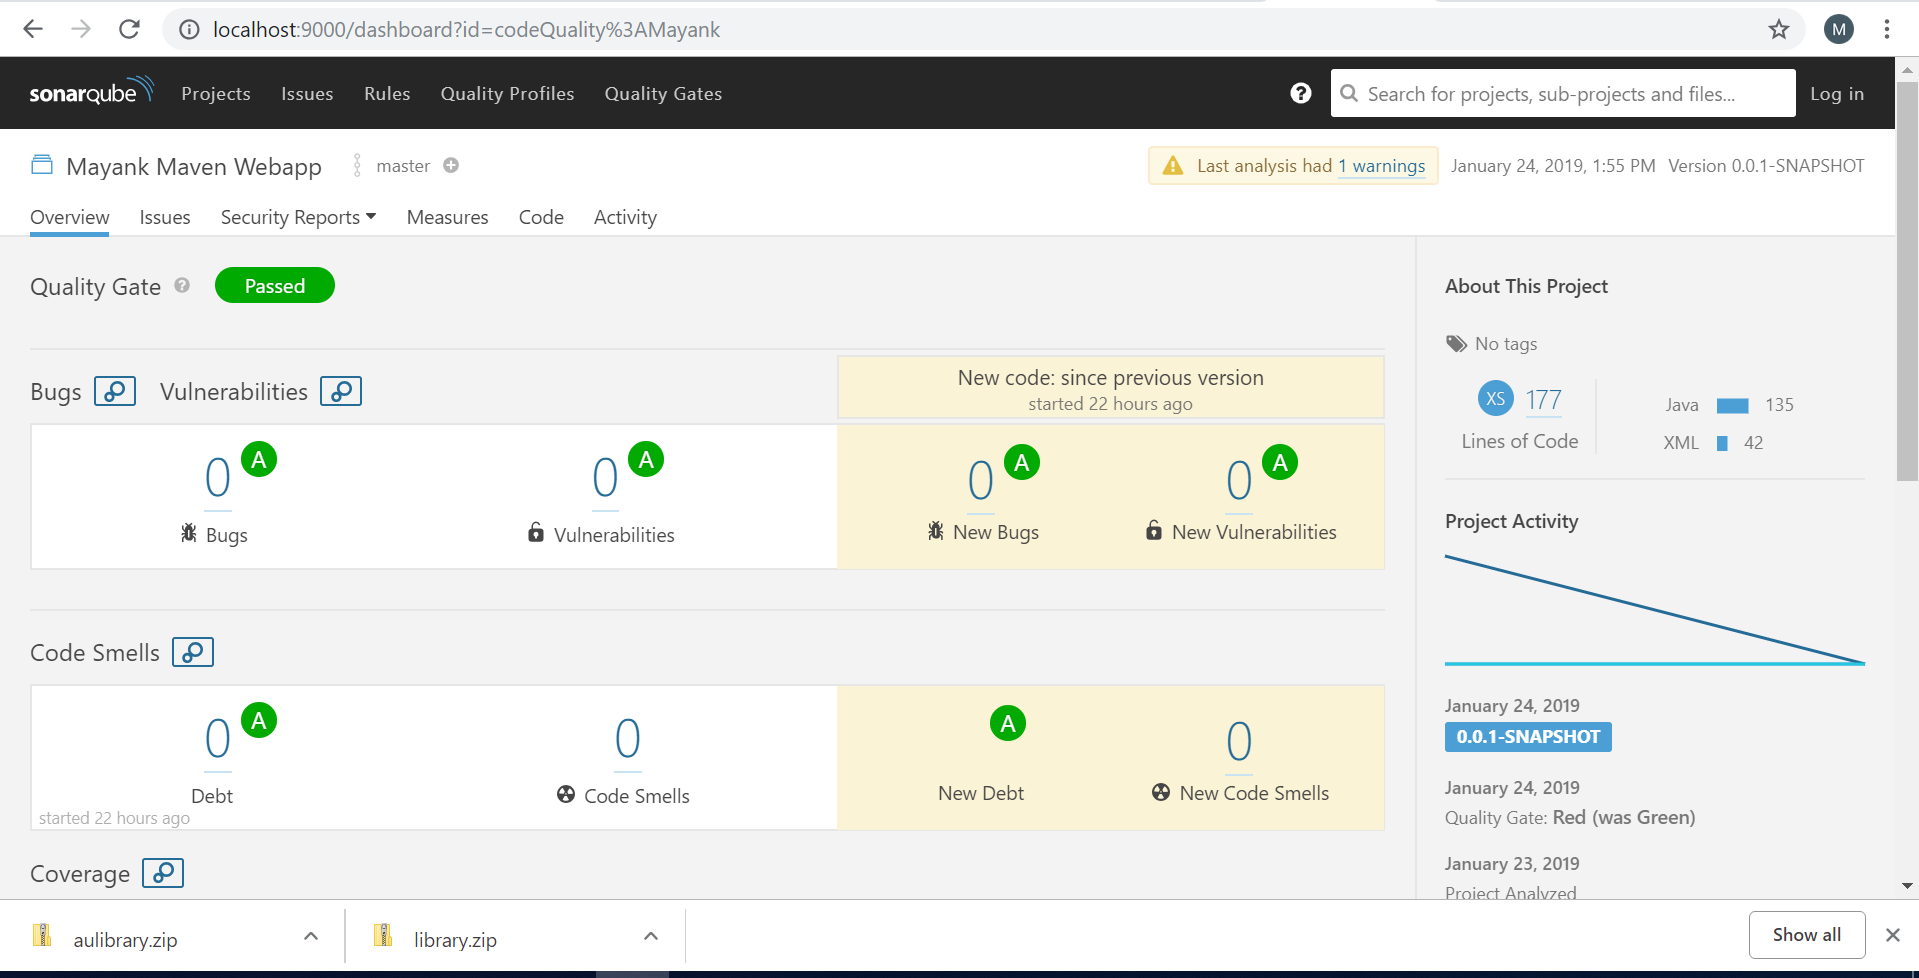 localhost:9000/dashboard?id=codeQuality%3AMayank
M
sonarqube Projects Issues Rules Quality Profiles Quality Gates ? Search for projects, sub-projects and files... Log in
Mayank Maven Webapp master Last analysis had 1 warnings January 24, 2019, 1:55 PM Version 0.0.1-SNAPSHOT
Overview Issues Security Reports Measures Code Activity
Quality Gate ? Passed
Bugs Vulnerabilities
New code: since previous version
started 22 hours ago
0 A 0 A 0 A 0 A
Bugs Vulnerabilities New Bugs New Vulnerabilities
Code Smells
0 A 0 A 0
Debt Code Smells New Debt New Code Smells
started 22 hours ago
Coverage
About This Project
No tags
XS 177
Lines of Code
Java 135
XML 42
Project Activity
January 24, 2019
0.0.1-SNAPSHOT
January 24, 2019
Quality Gate: Red (was Green)
January 23, 2019
Project Analyzed
aulibrary.zip library.zip Show all